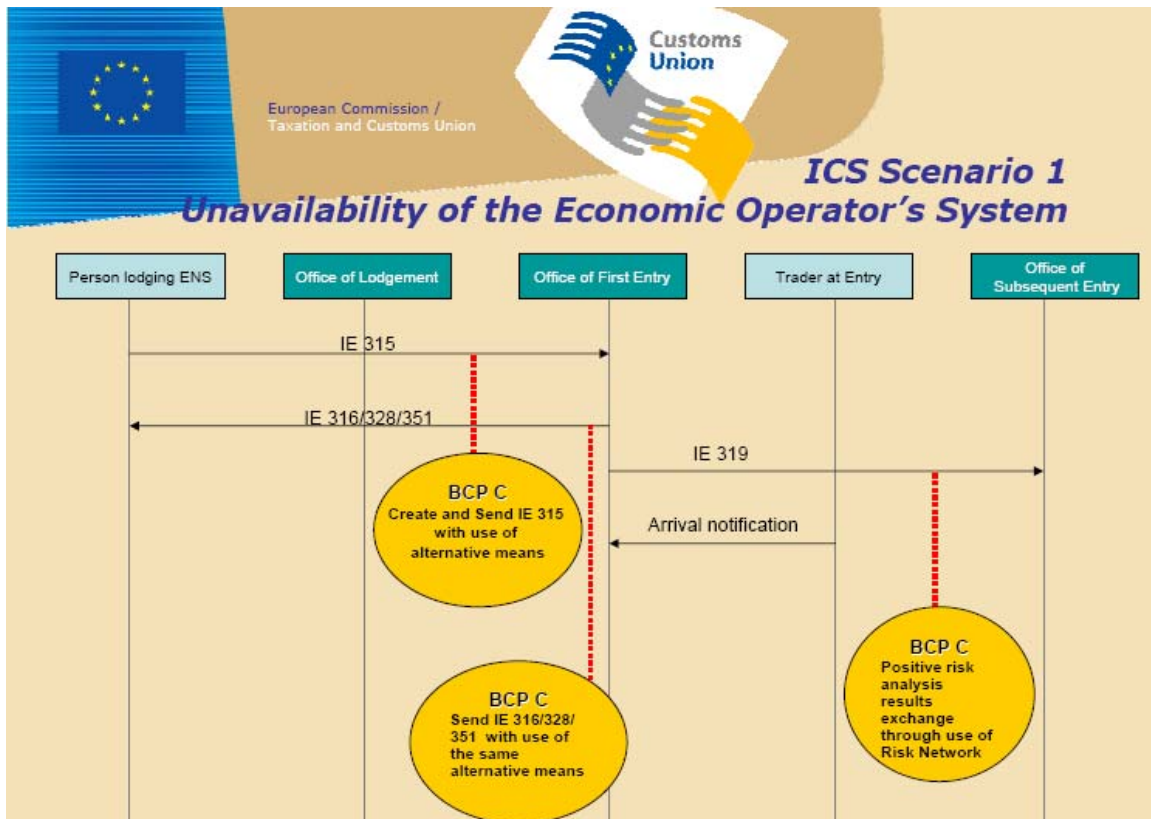 Customs
Union
European Commission /
Taxation and Customs Union
ICS Scenario 1
Unavailability of the Economic Operator's System
Person lodging ENS
Office of Lodgement
Office of First Entry
Trader at Entry
Office of
Subsequent Entry
IE 315
IE 316/328/351
IE 319
Arrival notification
BCP C
Create and Send IE 315
with use of
alternative means
BCP C
Send IE 316/328/
351 with use of
the same
alternative means
BCP C
Positive risk
analysis
results
exchange
through use of
Risk Network